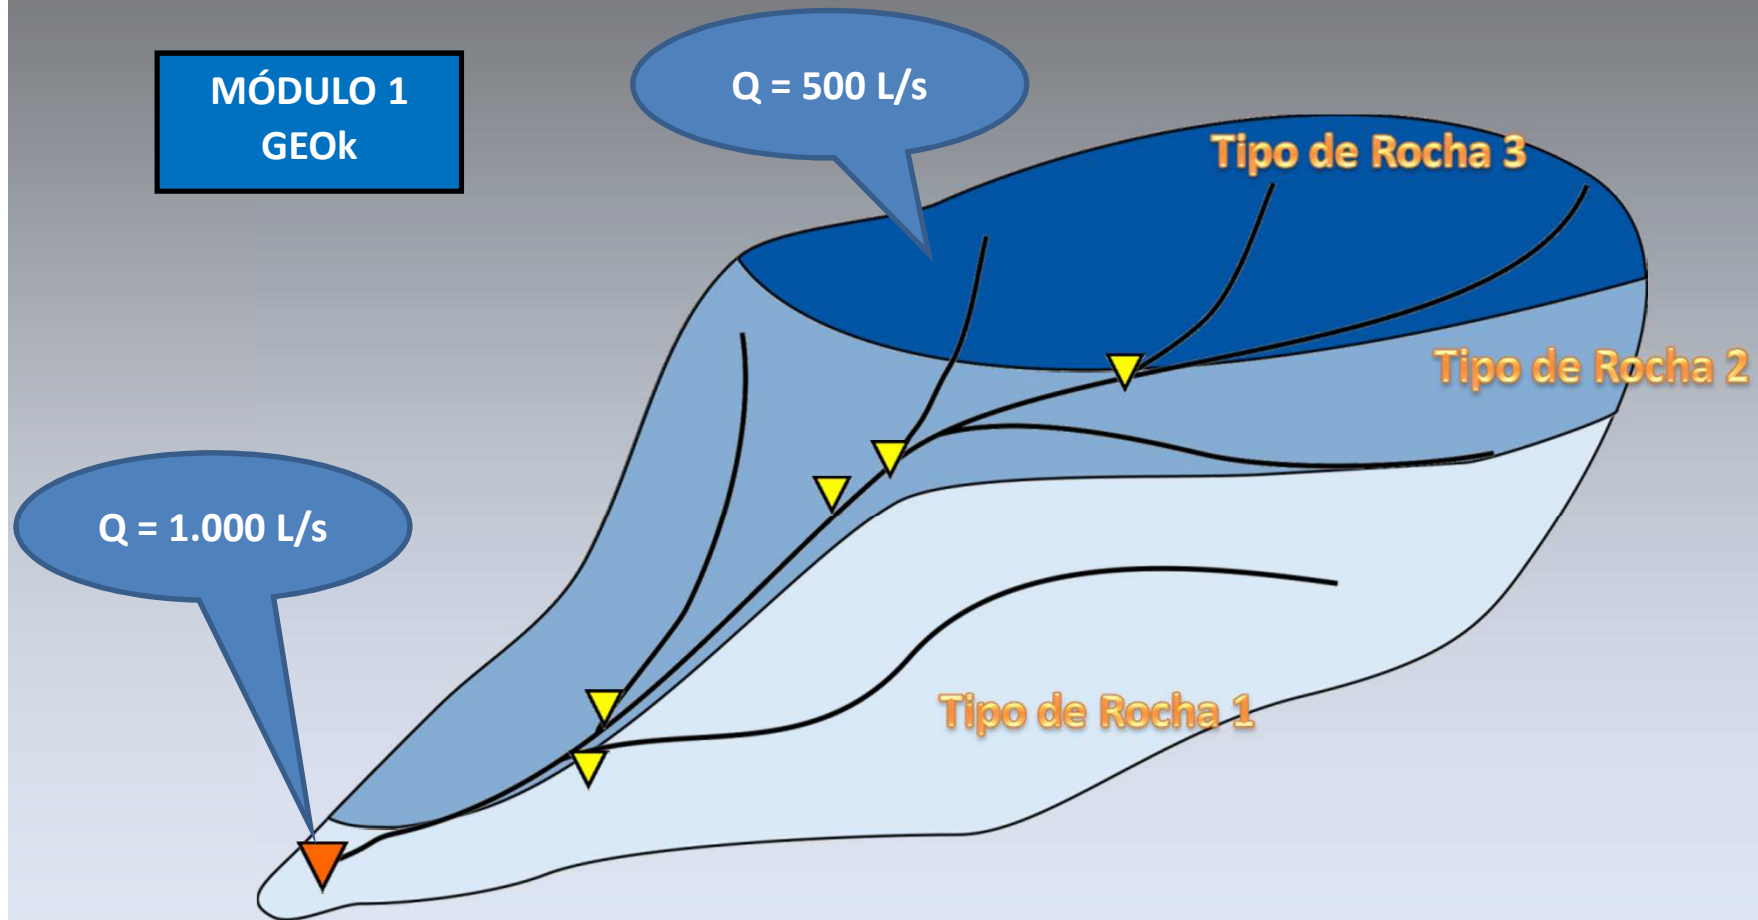 MÓDULO 1
GEOk
Q = 500 L/s
Tipo de Rocha 3
Tipo de Rocha 2
Q = 1.000 L/s
Tipo de Rocha 1